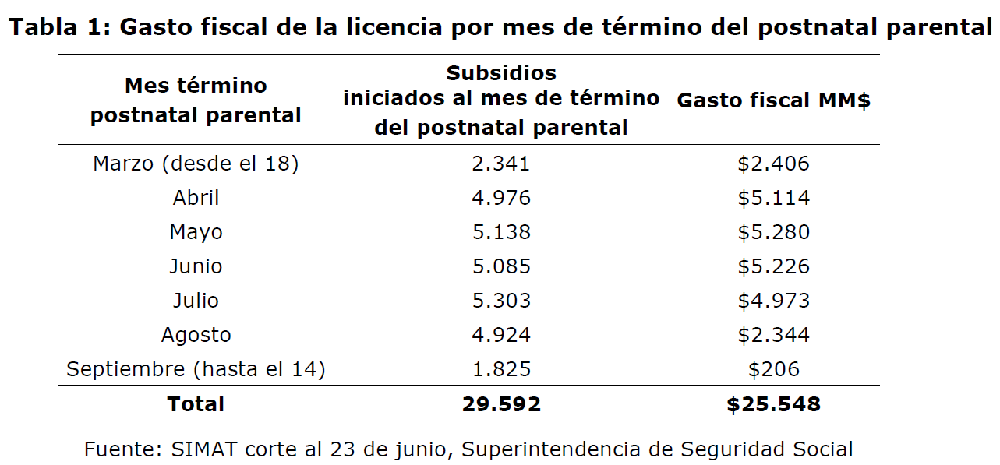 Tabla 1: Gasto fiscal de la licencia por mes de término del postnatal parental
Mes término
postnatal parental
Subsidios
iniciados al mes de término
del postnatal parental
Gasto fiscal MM$
Marzo (desde el 18) 2.341 $2.406
Abril 4.976 $5.114
Mayo 5.138 $5.280
Junio 5.085 $5.226
Julio 5.303 $4.973
Agosto 4.924 $2.344
Septiembre (hasta el 14) 1.825 $206
Total 29.592 $25.548
Fuente: SIMAT corte al 23 de junio, Superintendencia de Seguridad Social